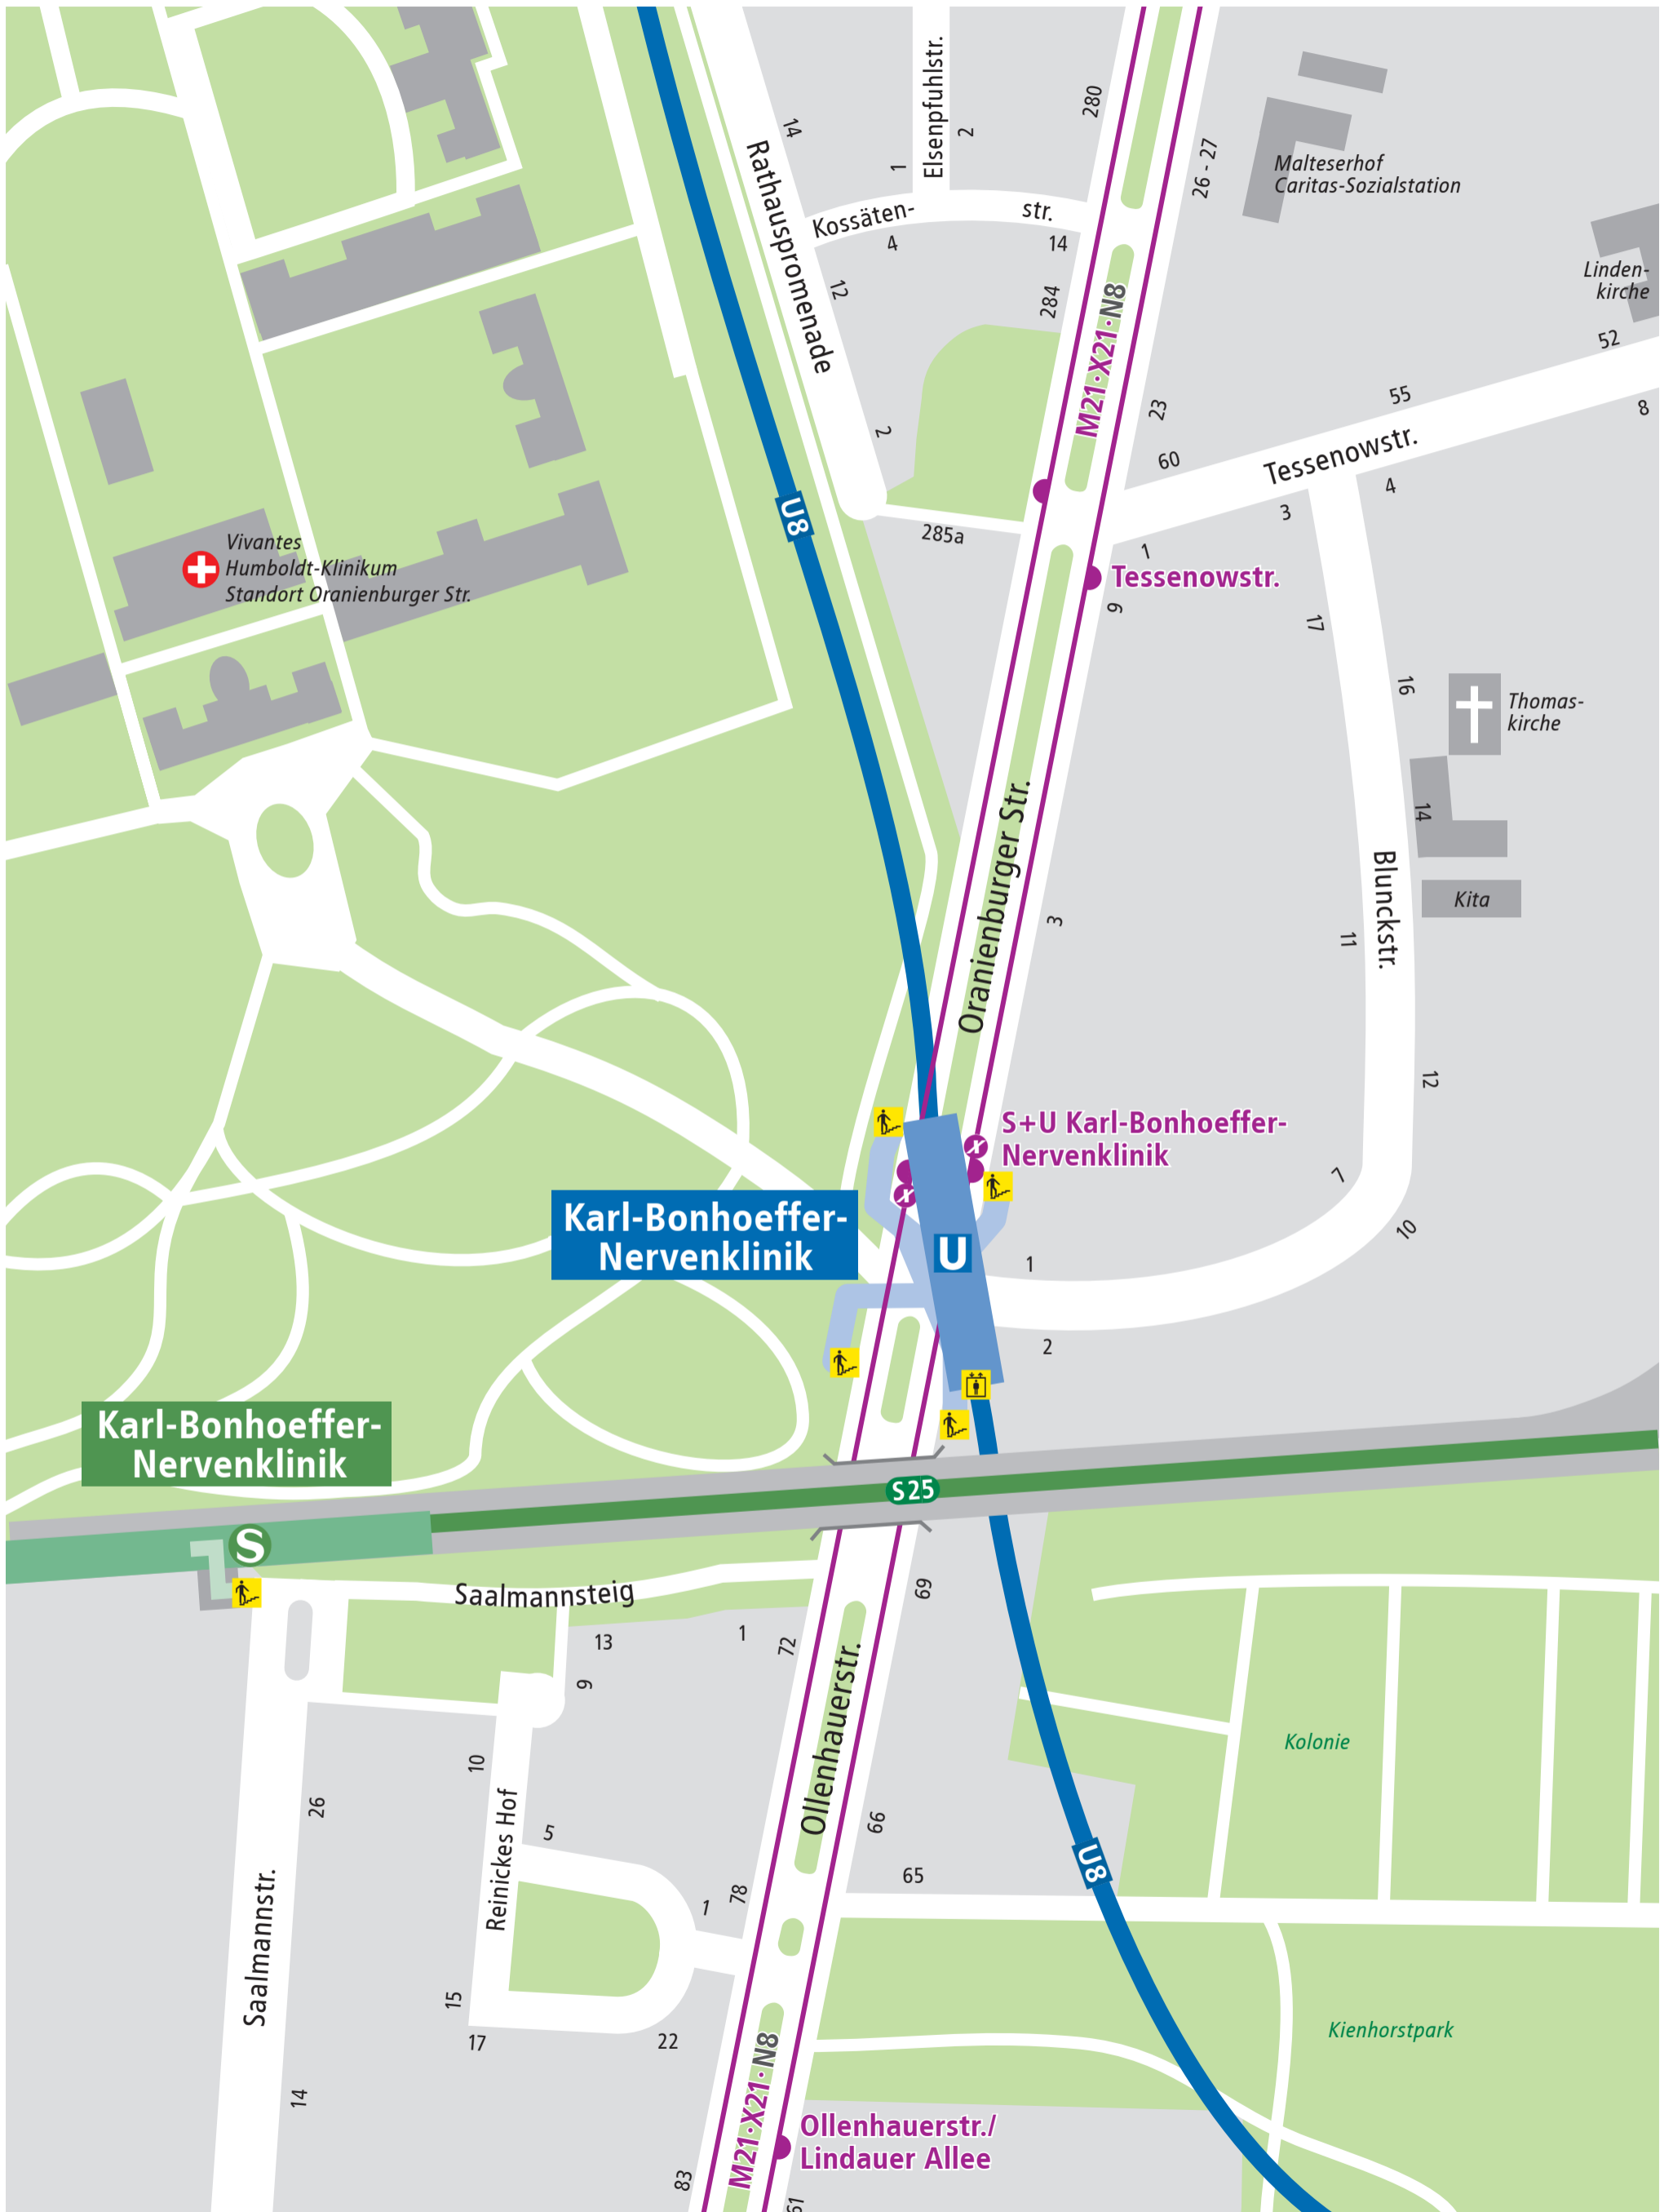 Elsenpfuhlstr.
280
14
2
1
26 - 27
Malteserhof
Caritas-Sozialstation
Rathauspromenade
Kossäten-
str.
4
14
12
284
M21·X21·N8
Linden-
kirche
52
55
8
23
2
60
Tessenowstr.
4
3
U8
285a
1
Vivantes
Humboldt-Klinikum
Standort Oranienburger Str.
Tessenowstr.
9
17
16
Thomas-
kirche
14
Oranienburger Str.
Kita
3
11
Blunckstr.
12
S+U Karl-Bonhoeffer-
Nervenklinik
X
X
7
10
Karl-Bonhoeffer-
Nervenklinik
U
1
2
Karl-Bonhoeffer-
Nervenklinik
S25
S
Saalmannsteig
69
13
1
72
9
Ollenhauerstr.
Kolonie
10
26
Reinickes Hof
5
66
65
U8
78
1
Saalmannstr.
15
17
22
Kienhorstpark
14
M21·X21·N8
Ollenhauerstr./
Lindauer Allee
83
61